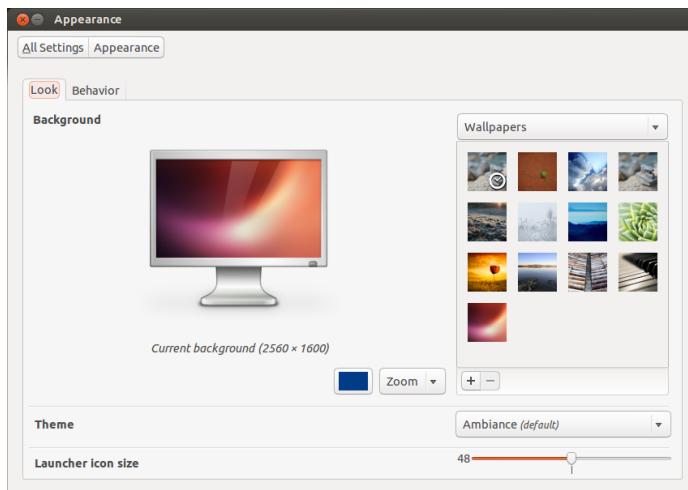 Appearance
All Settings Appearance
Look Behavior
Background
Wallpapers
Current background (2560 × 1600)
Zoom
+ −
Theme
Ambiance (default)
Launcher icon size
48